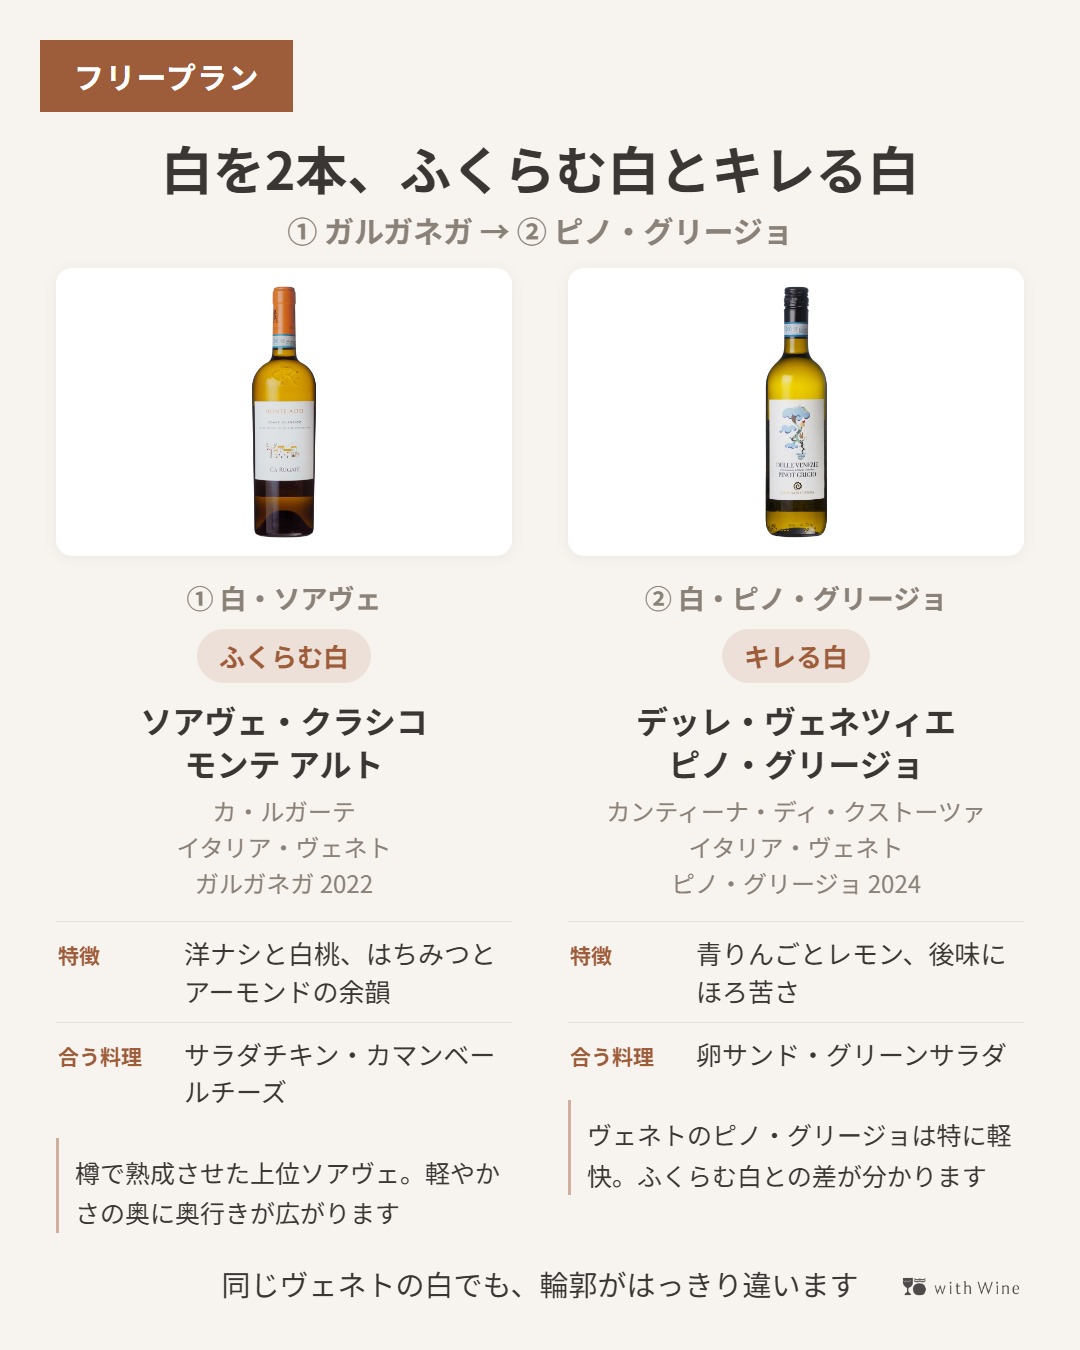 フリープラン
白を2本、ふくらむ白とキレる白
① ガルガネガ → ② ピノ・グリージョ
MONTE ALTO
CA' RUGATE
DELLE VENEZIE
PINOT GRIGIO
① 白・ソアヴェ
ふくらむ白
ソアヴェ・クラシコ
モンテ アルト
カ・ルガーテ
イタリア・ヴェネト
ガルガネガ 2022
特徴
洋ナシと白桃、はちみつと
アーモンドの余韻
合う料理
サラダチキン・カマンベー
ルチーズ
樽で熟成させた上位ソアヴェ。軽やか
さの奥に奥行きが広がります
② 白・ピノ・グリージョ
キレる白
デッレ・ヴェネツィエ
ピノ・グリージョ
カンティーナ・ディ・クストーツァ
イタリア・ヴェネト
ピノ・グリージョ 2024
特徴
青りんごとレモン、後味に
ほろ苦さ
合う料理
卵サンド・グリーンサラダ
ヴェネトのピノ・グリージョは特に軽
快。ふくらむ白との差が分かります
同じヴェネトの白でも、輪郭がはっきり違います
with Wine